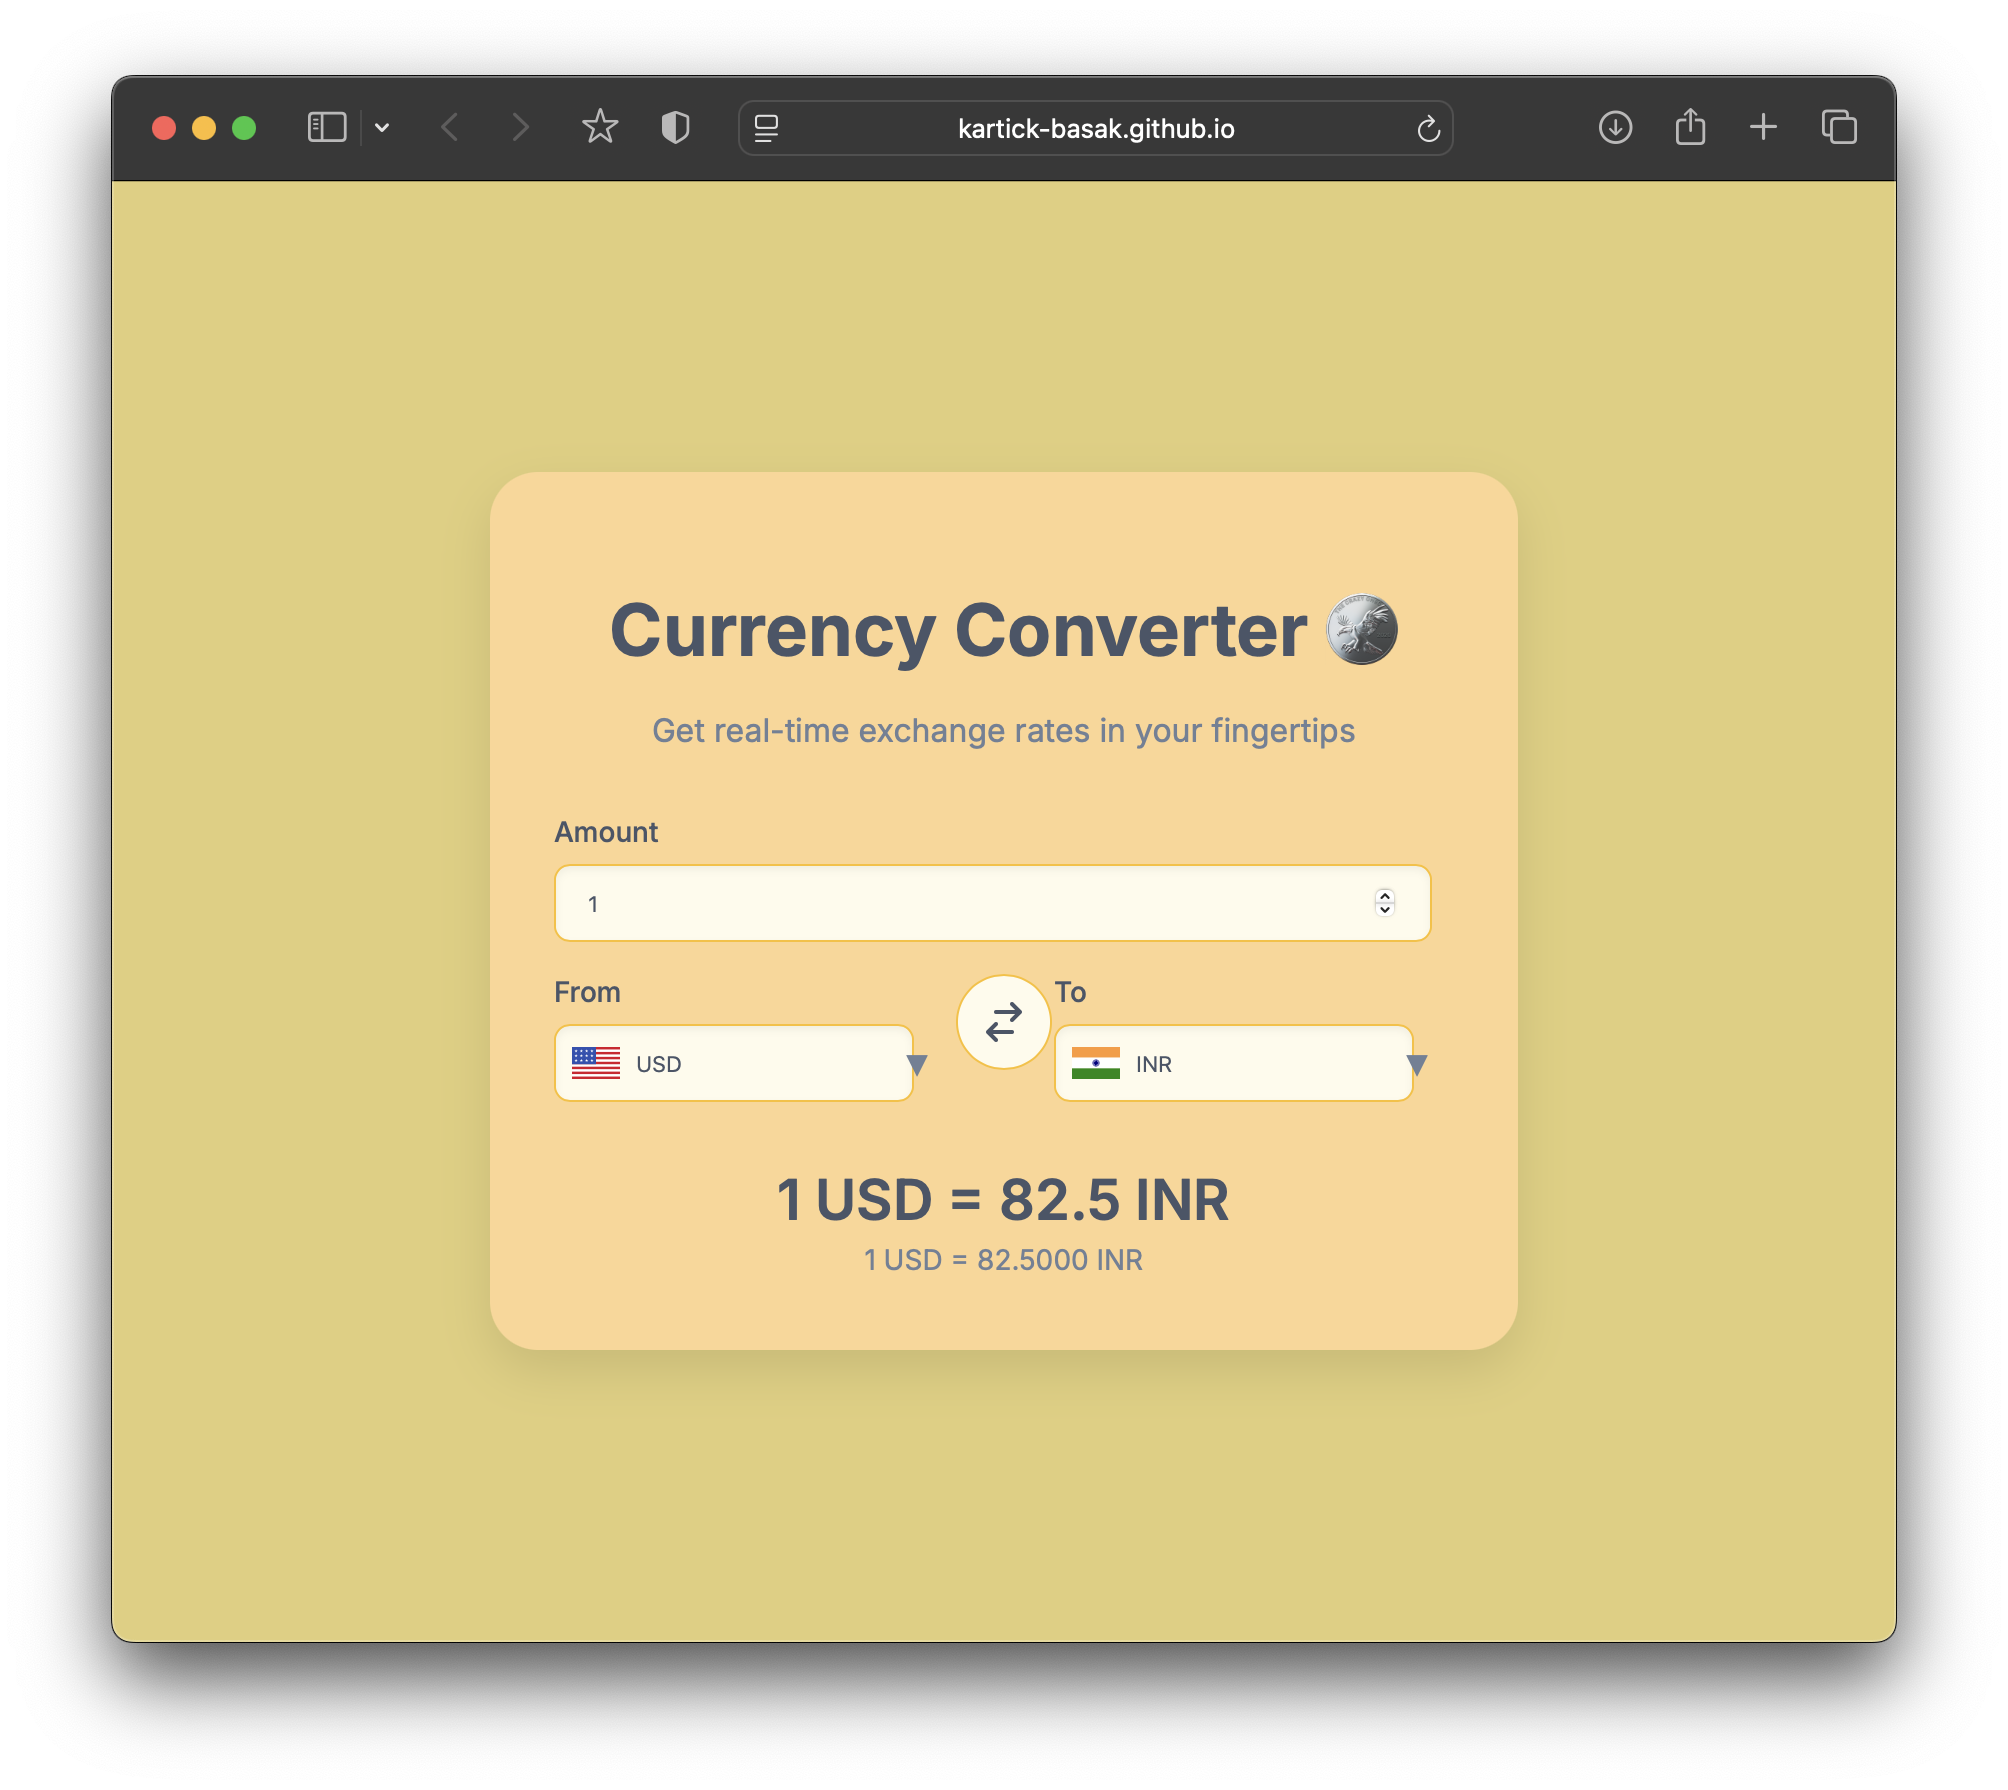 kartick-basak.github.io
Currency Converter
Get real-time exchange rates in your fingertips
Amount
1
From
To
USD
INR
1 USD = 82.5 INR
1 USD = 82.5000 INR